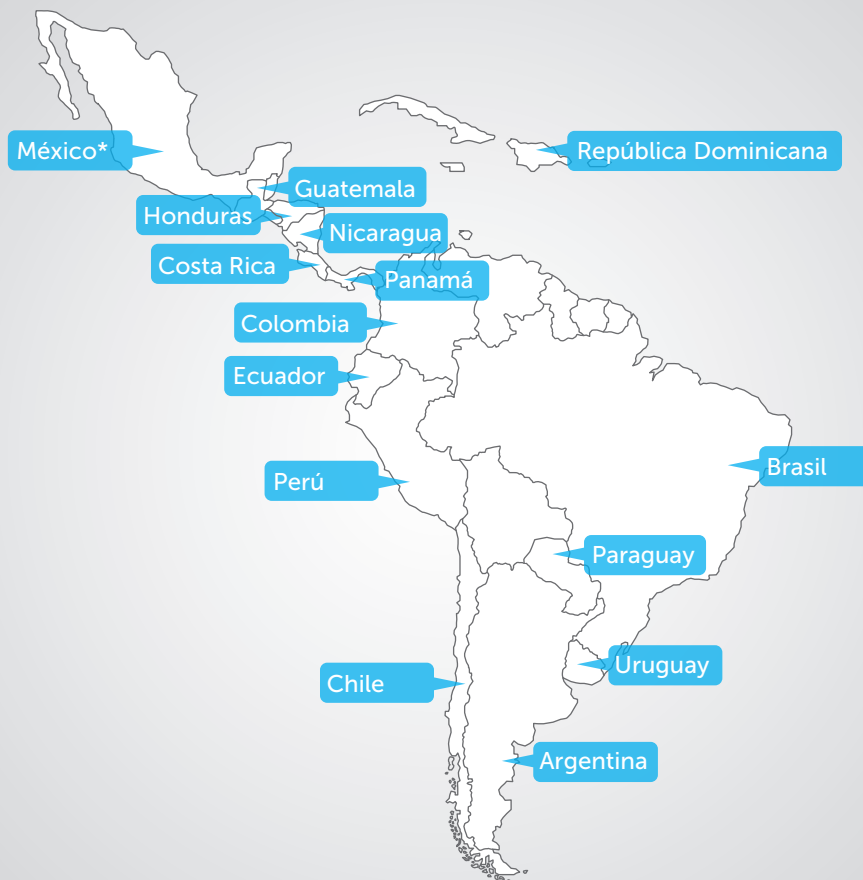 México*
República Dominicana
Guatemala
Honduras
Nicaragua
Costa Rica
Panamá
Colombia
Ecuador
Brasil
Perú
Paraguay
Uruguay
Chile
Argentina